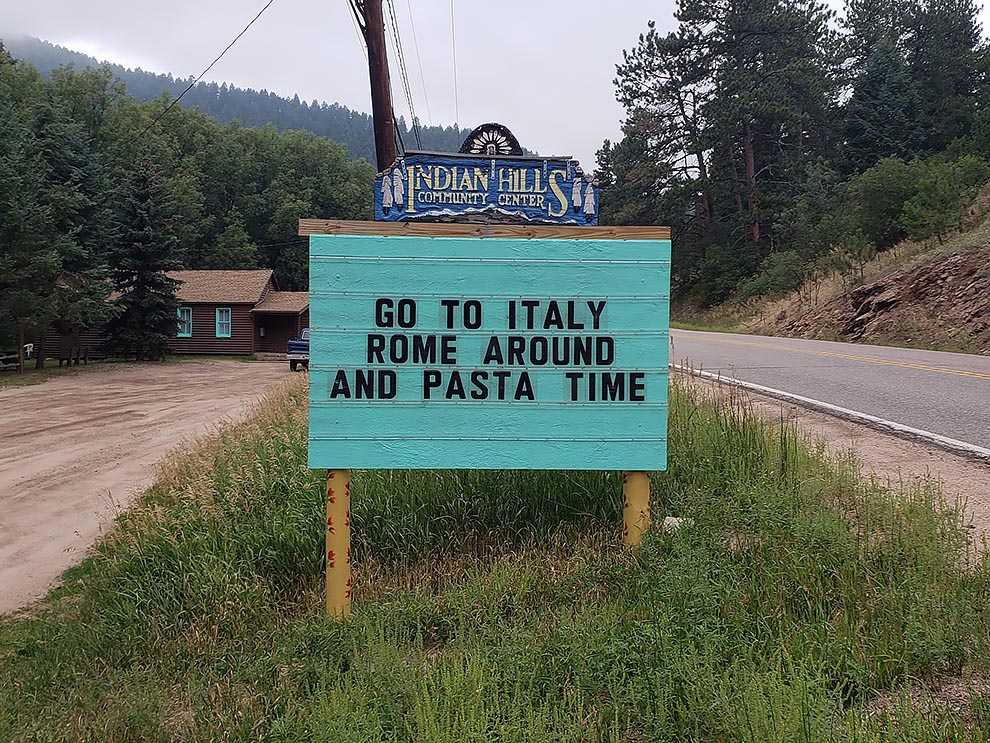 INDIAN HILLS
COMMUNITY CENTER
GO TO ITALY
ROME AROUND
AND PASTA TIME